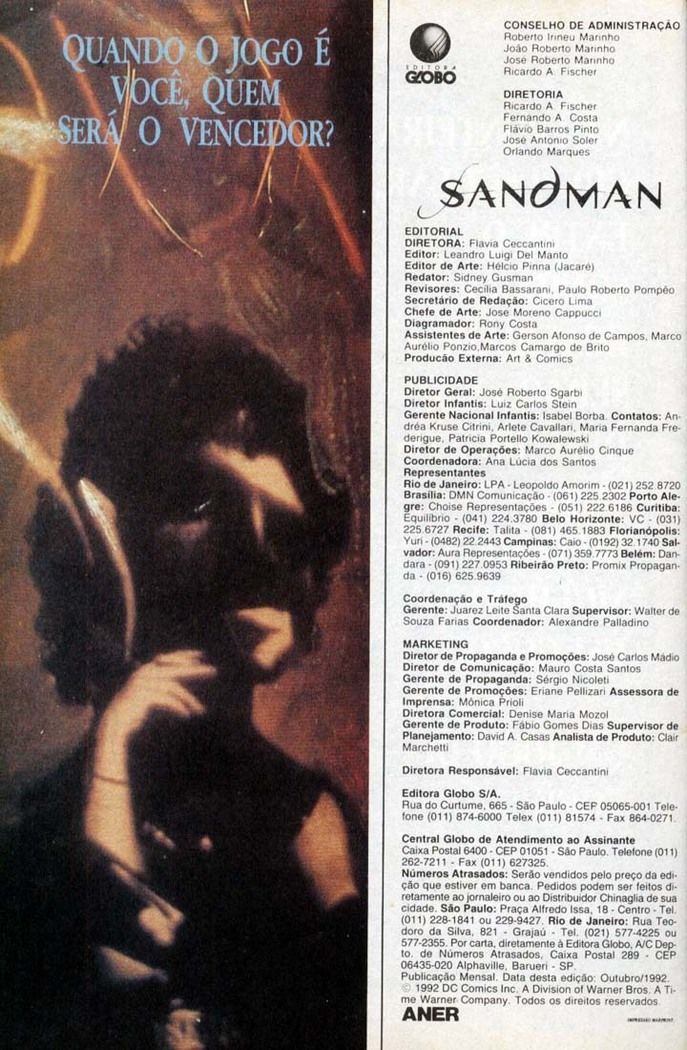 QUANDO O JOGO É
VOCÊ, QUEM
SERÁ O VENCEDOR?
EDITORA
GLOBO
CONSELHO DE ADMINISTRAÇÃO
Roberto Irineu Marinho
João Roberto Marinho
José Roberto Marinho
Ricardo A. Fischer
DIRETORIA
Ricardo A. Fischer
Fernando A. Costa
Flávio Barros Pinto
José Antonio Soler
Orlando Marques
SANDMAN
EDITORIAL
DIRETORA: Flavia Ceccantini
Editor: Leandro Luigi Del Manto
Editor de Arte: Hélcio Pinna (Jacaré)
Redator: Sidney Gusman
Revisores: Cecília Bassarani, Paulo Roberto Pompêo
Secretário de Redação: Cicero Lima
Chefe de Arte: Jose Moreno Cappucci
Diagramador: Rony Costa
Assistentes de Arte: Gerson Afonso de Campos, Marco
Aurélio Ponzio,Marcos Camargo de Brito
Producão Externa: Art & Comics
PUBLICIDADE
Diretor Geral: José Roberto Sgarbi
Diretor Infantis: Luiz Carlos Stein
Gerente Nacional Infantis: Isabel Borba. Contatos: An-
dréa Kruse Citrini, Arlete Cavallari, Maria Fernanda Fre-
derigue, Patricia Portello Kowalewski
Diretor de Operações: Marco Aurélio Cinque
Coordenadora: Ana Lúcia dos Santos
Representantes
Rio de Janeiro: LPA - Leopoldo Amorim - (021) 252.8720
Brasília: DMN Comunicação - (061) 225.2302 Porto Ale-
gre: Choise Representações - (051) 222.6186 Curitiba:
Equilíbrio - (041) 224.3780 Belo Horizonte: VC - (031)
225.6727 Recife: Talita - (081) 465.1883 Florianópolis:
Yuri - (0482) 22.2443 Campinas: Caio - (0192) 32.1740 Sal-
vador: Aura Representações - (071) 359.7773 Belém: Dan-
dara - (091) 227.0953 Ribeirão Preto: Promix Propagan-
da - (016) 625.9639
Coordenação e Tráfego
Gerente: Juarez Leite Santa Clara Supervisor: Walter de
Souza Farias Coordenador: Alexandre Palladino
MARKETING
Diretor de Propaganda e Promoções: José Carlos Mádio
Diretor de Comunicação: Mauro Costa Santos
Gerente de Propaganda: Sérgio Nicoleti
Gerente de Promoções: Eriane Pellizari Assessora de
Imprensa: Mônica Prioli
Diretora Comercial: Denise Maria Mozol
Gerente de Produto: Fábio Gomes Dias Supervisor de
Planejamento: David A. Casas Analista de Produto: Clair
Marchetti
Diretora Responsável: Flavia Ceccantini
Editora Globo S/A.
Rua do Curtume, 665 - São Paulo - CEP 05065-001 Tele-
fone (011) 874-6000 Telex (011) 81574 - Fax 864-0271.
Central Globo de Atendimento ao Assinante
Caixa Postal 6400 - CEP 01051 - São Paulo. Telefone (011)
262-7211 - Fax (011) 627325.
Números Atrasados: Serão vendidos pelo preço da edi-
ção que estiver em banca. Pedidos podem ser feitos di-
retamente ao jornaleiro ou ao Distribuidor Chinaglia de sua
cidade. São Paulo: Praça Alfredo Issa, 18 - Centro - Tel.
(011) 228-1841 ou 229-9427. Rio de Janeiro: Rua Teo-
doro da Silva, 821 - Grajaú - Tel. (021) 577-4225 ou
577-2355. Por carta, diretamente à Editora Globo, A/C Dep-
to. de Números Atrasados, Caixa Postal 289 - CEP
06435-020 Alphaville, Barueri - SP.
Publicação Mensal. Data desta edição: Outubro/1992.
© 1992 DC Comics Inc. A Division of Warner Bros. A Ti-
me Warner Company. Todos os direitos reservados.
ANER